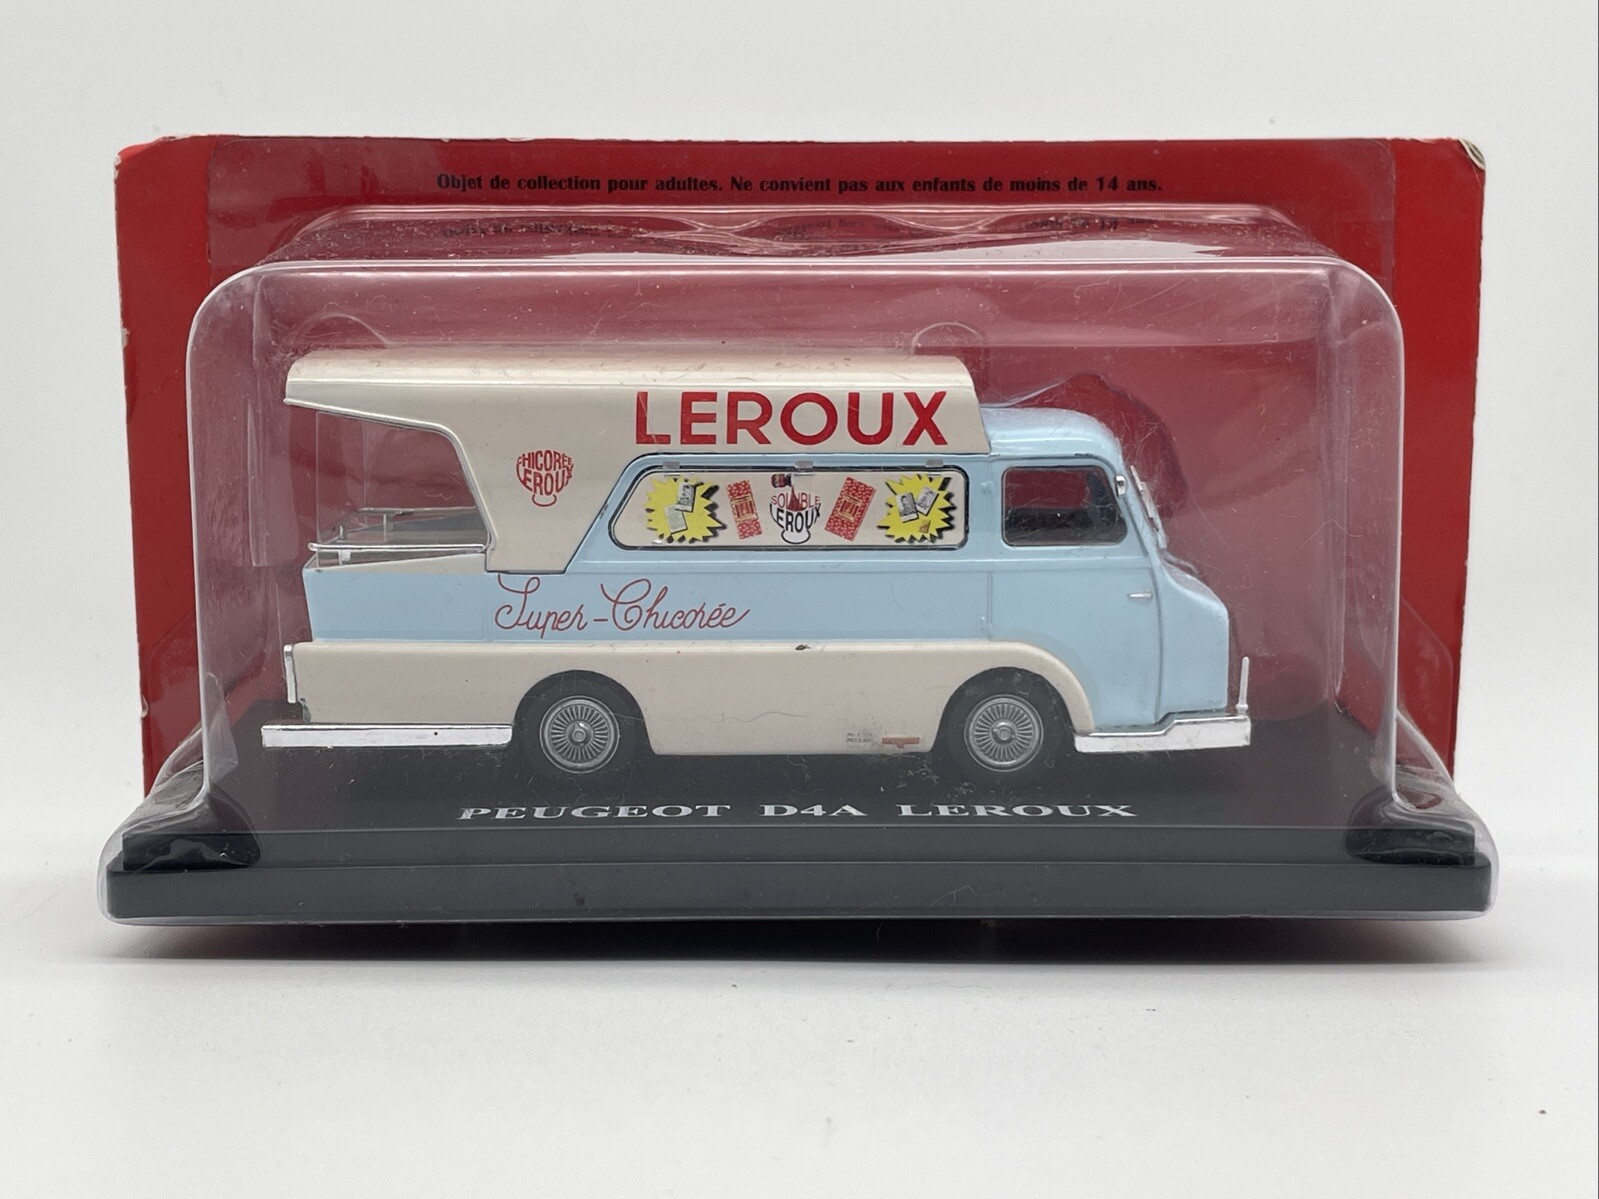 Objet de collection pour adultes. Ne convient pas aux enfants de moins de 14 ans.
LEROUX
CHICORÉE
LEROUX
SOLUBLE
LEROUX
Super-Chicorée
PEUGEOT D4A LEROUX